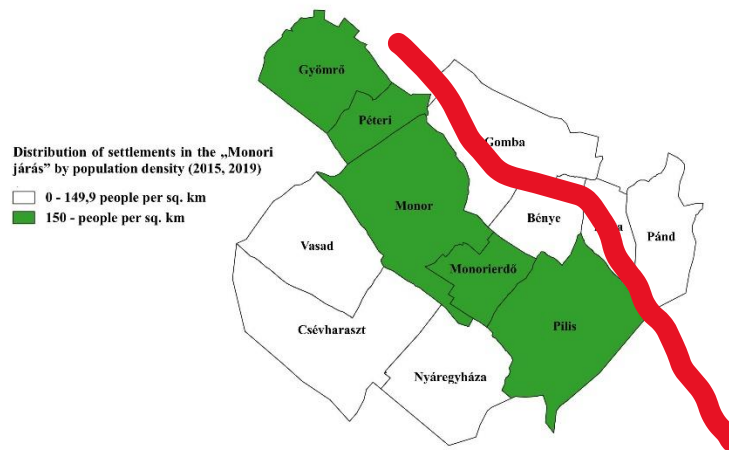 Gyömrő
Péteri
Gomba
Distribution of settlements in the „Monori
járás” by population density (2015, 2019)
0 - 149,9 people per sq. km
150 - people per sq. km
Monor
Bénye
Pánd
Vasad
Monorierdő
Csévharaszt
Pilis
Nyáregyháza